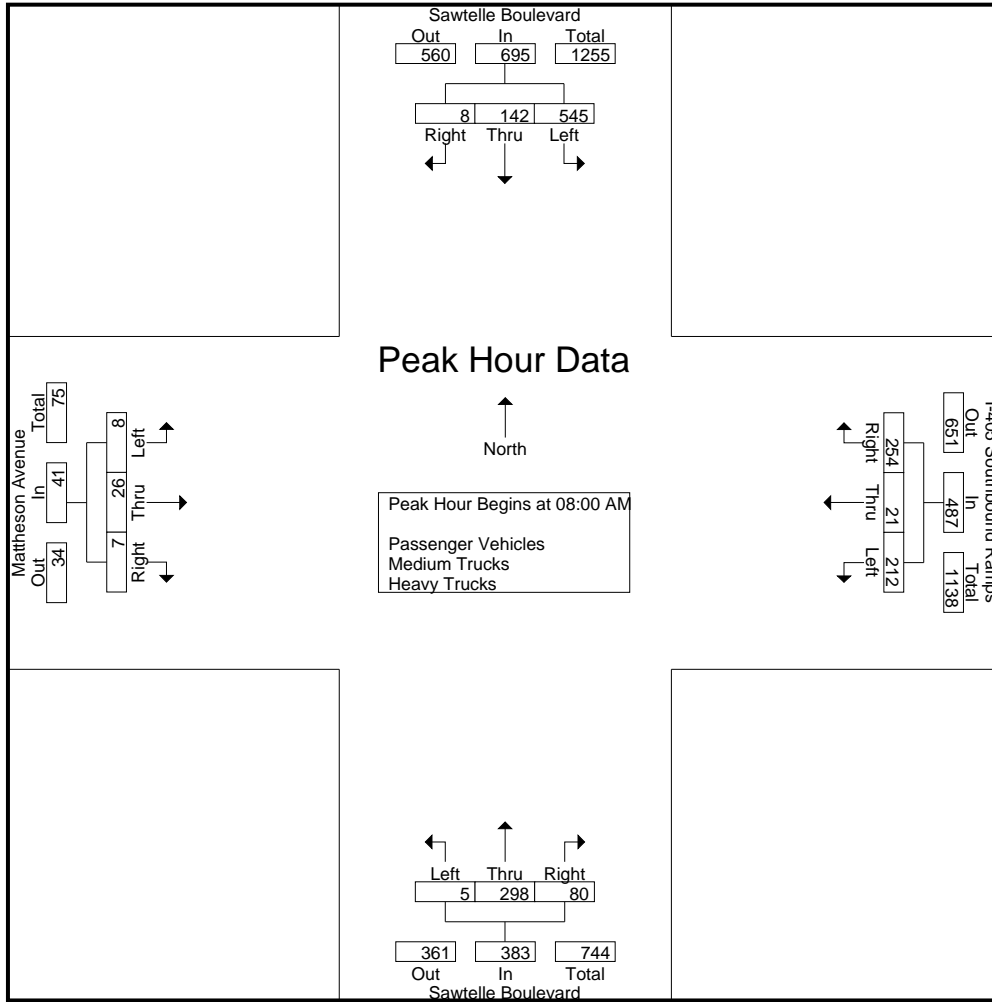 Sawtelle Boulevard
Out In Total
560 695 1255
8 142 545
Right Thru Left
Peak Hour Data
North
Peak Hour Begins at 08:00 AM
Passenger Vehicles
Medium Trucks
Heavy Trucks
Mattheson Avenue
Out In Total
34 41 75
8 26 7
Left Thru Right
I-405 Southbound Ramps
Out In Total
651 487 1138
254 21 212
Right Thru Left
Left Thru Right
5 298 80
361 383 744
Out In Total
Sawtelle Boulevard